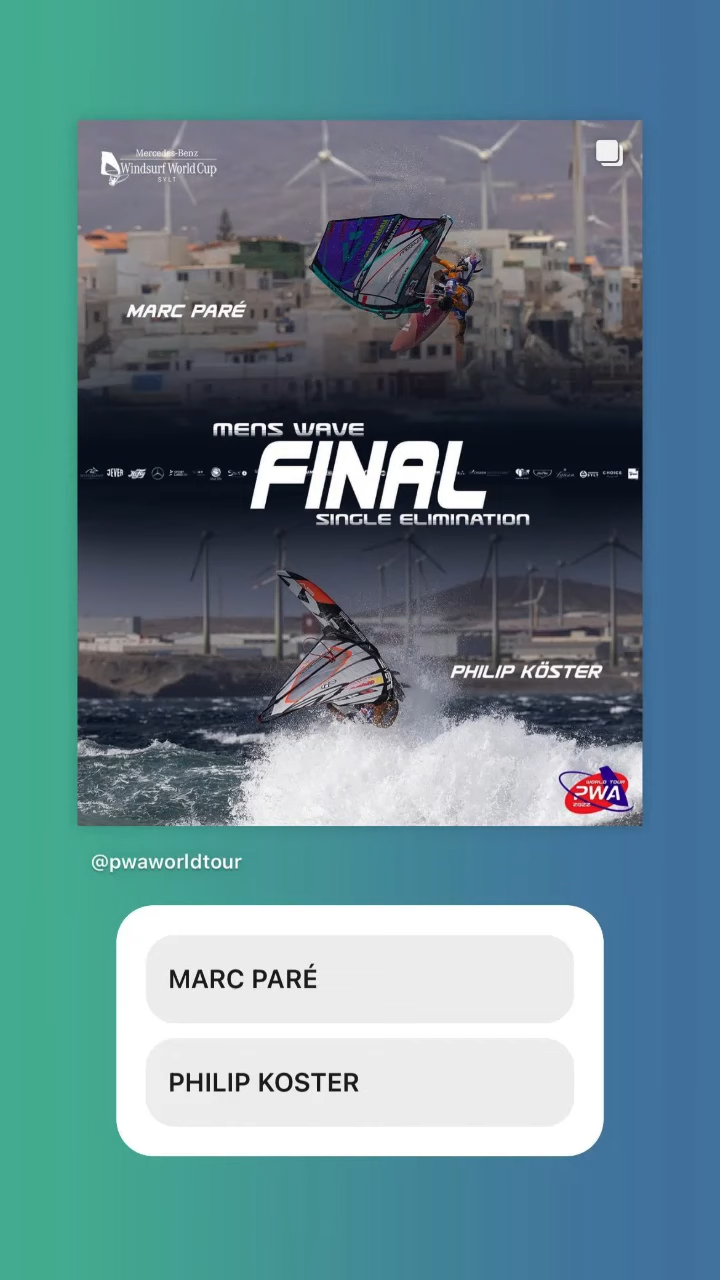 Mercedes-Benz
Windsurf World Cup
SYLT
MARC PARÉ
MENS WAVE
FINAL
SINGLE ELIMINATION
PHILIP KÖSTER
WORLD TOUR
PWA
2022
@pwaworldtour
MARC PARÉ
PHILIP KOSTER